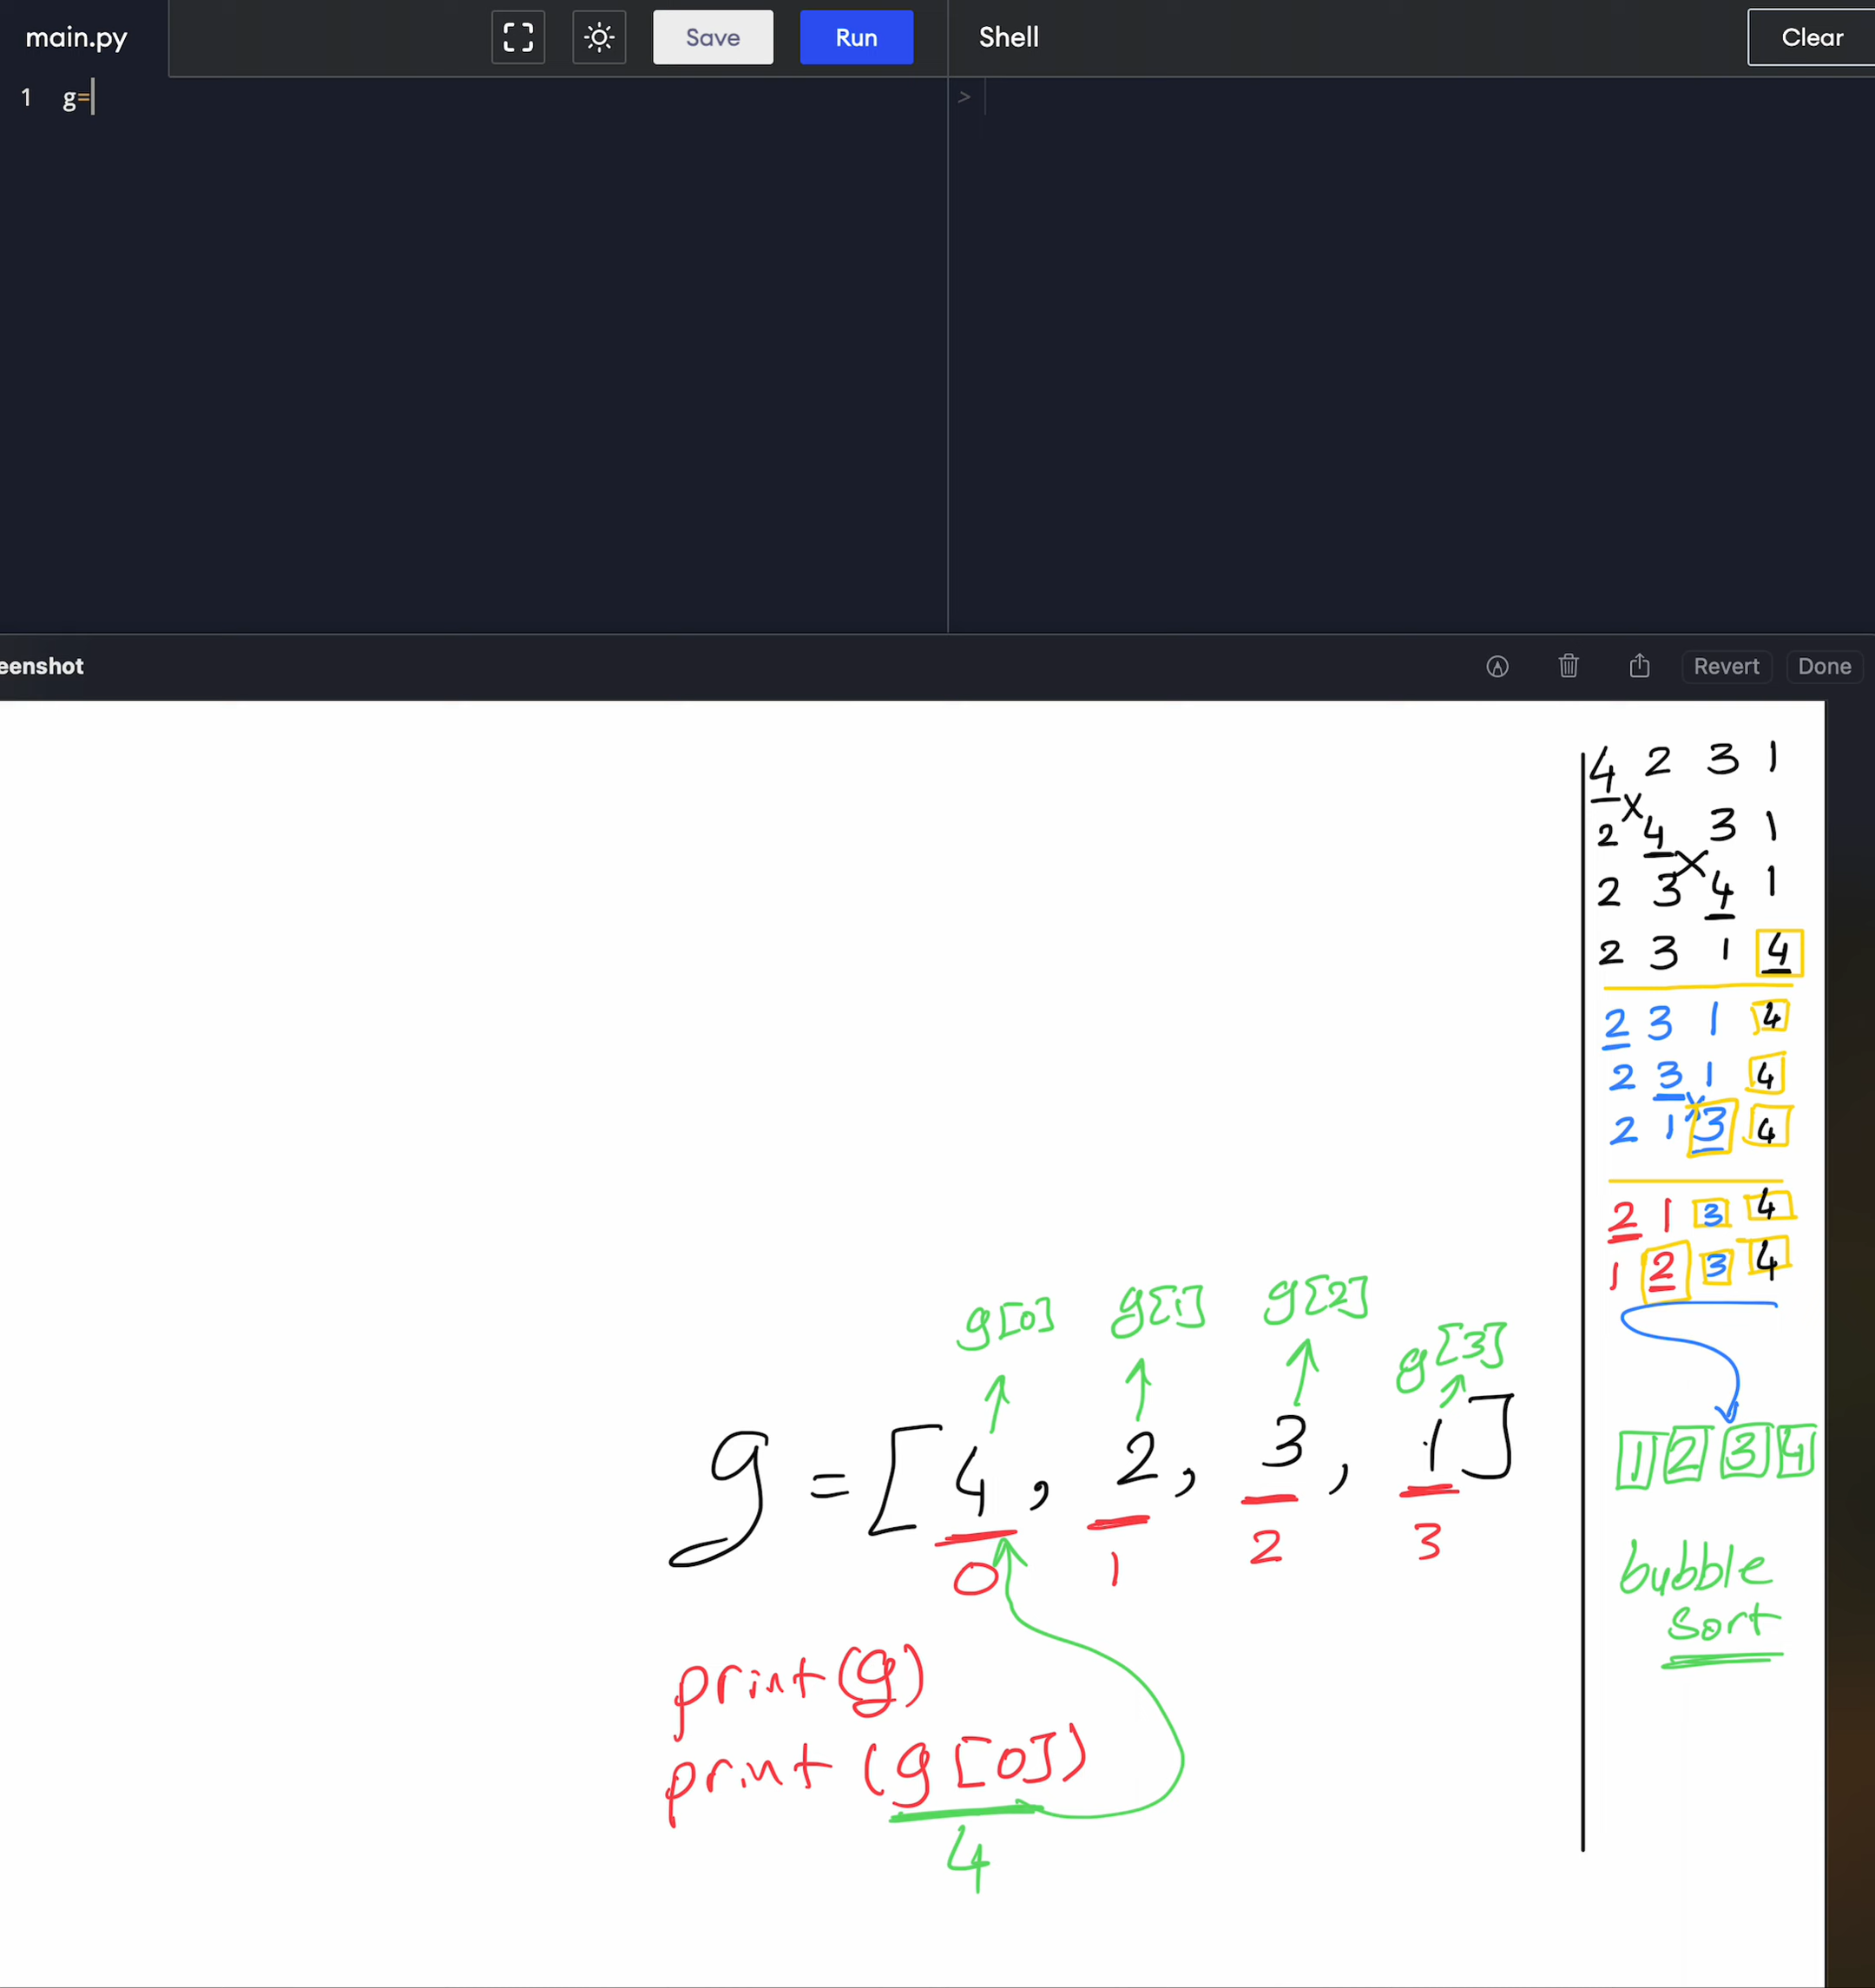 main.py Save Run Shell Clear
1 g= >
eenshot Revert Done
4 2 3 1
2 4 3 1
2 3 4 1
2 3 1 4
2 3 1 4
2 3 1 4
2 1 3 4
2 1 3 4
1 2 3 4
g[0] g[1] g[2] g[3]
g = [4, 2, 3, 1]
0 1 2 3
1 2 3 4
bubble
sort
print(g)
print (g[0])
4